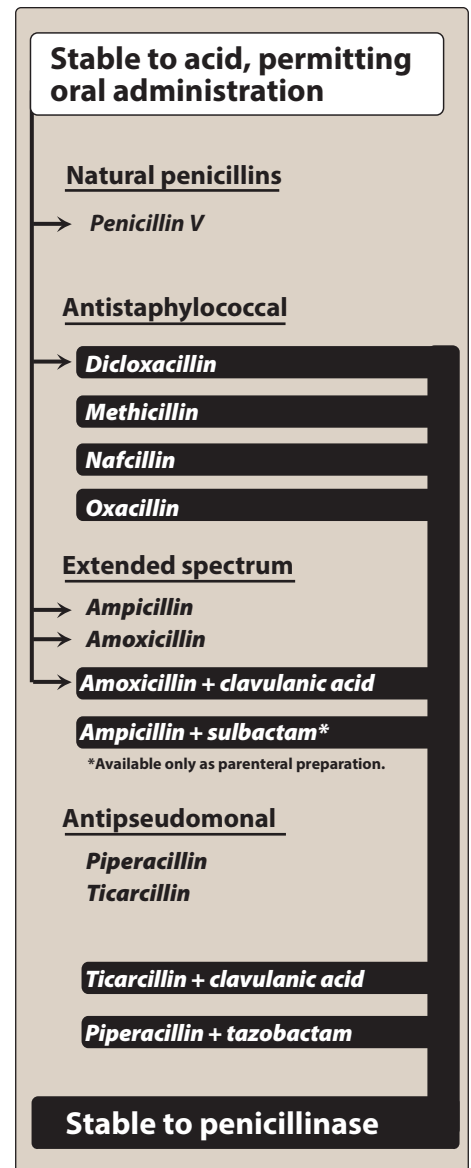 Stable to acid, permitting
oral administration
Natural penicillins
Penicillin V
Antistaphylococcal
Dicloxacillin
Methicillin
Nafcillin
Oxacillin
Extended spectrum
Ampicillin
Amoxicillin
Amoxicillin + clavulanic acid
Ampicillin + sulbactam*
*Available only as parenteral preparation.
Antipseudomonal
Piperacillin
Ticarcillin
Ticarcillin + clavulanic acid
Piperacillin + tazobactam
Stable to penicillinase